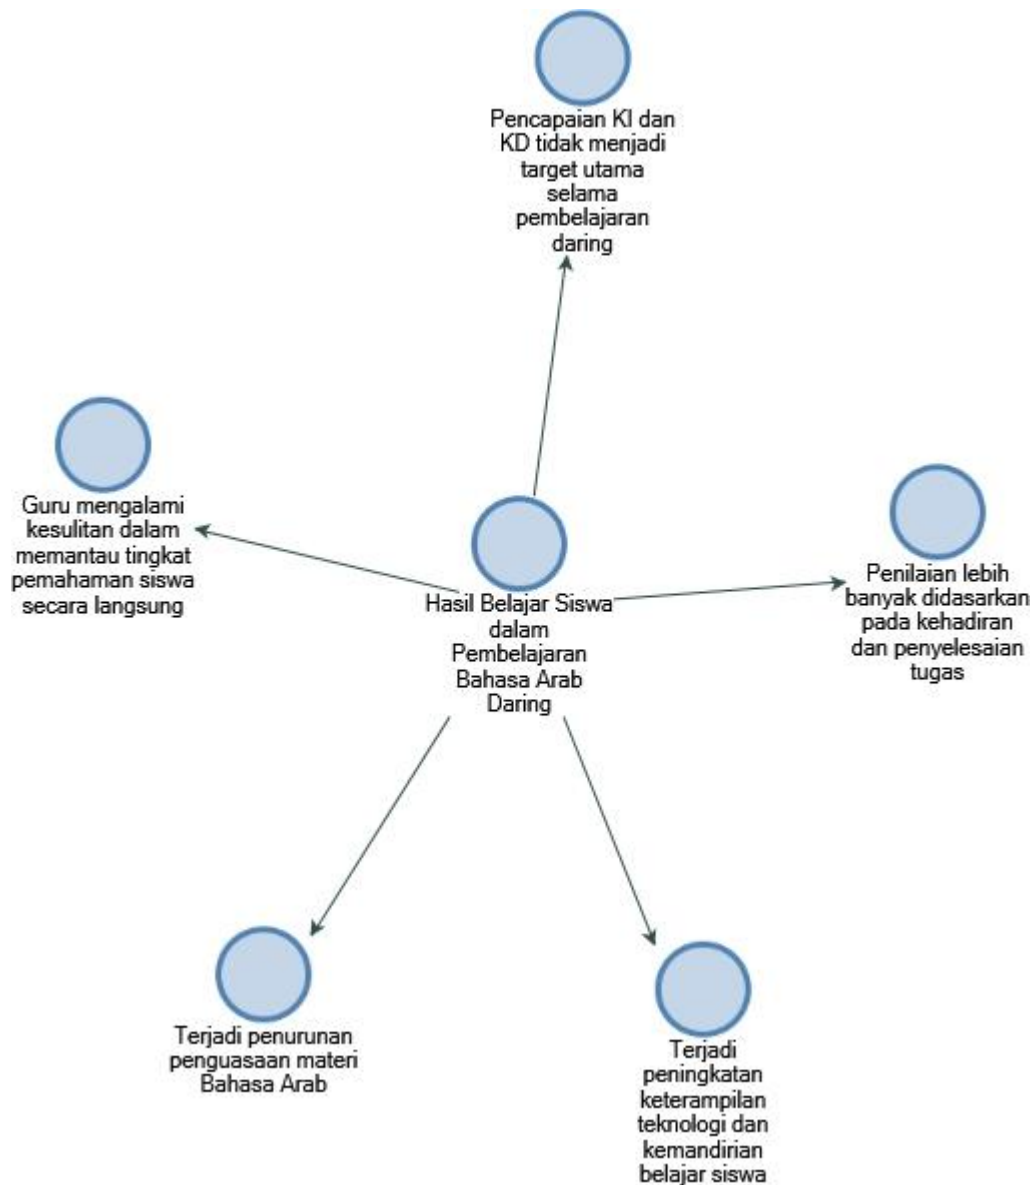 Pencapaian KI dan
KD tidak menjadi
target utama
selama
pembelajaran
daring
Guru mengalami
kesulitan dalam
memantau tingkat
pemahaman siswa
secara langsung
Hasil Belajar Siswa
dalam
Pembelajaran
Bahasa Arab
Daring
Penilaian lebih
banyak didasarkan
pada kehadiran
dan penyelesaian
tugas
Terjadi penurunan
penguasaan materi
Bahasa Arab
Terjadi
peningkatan
keterampilan
teknologi dan
kemandirian
belajar siswa